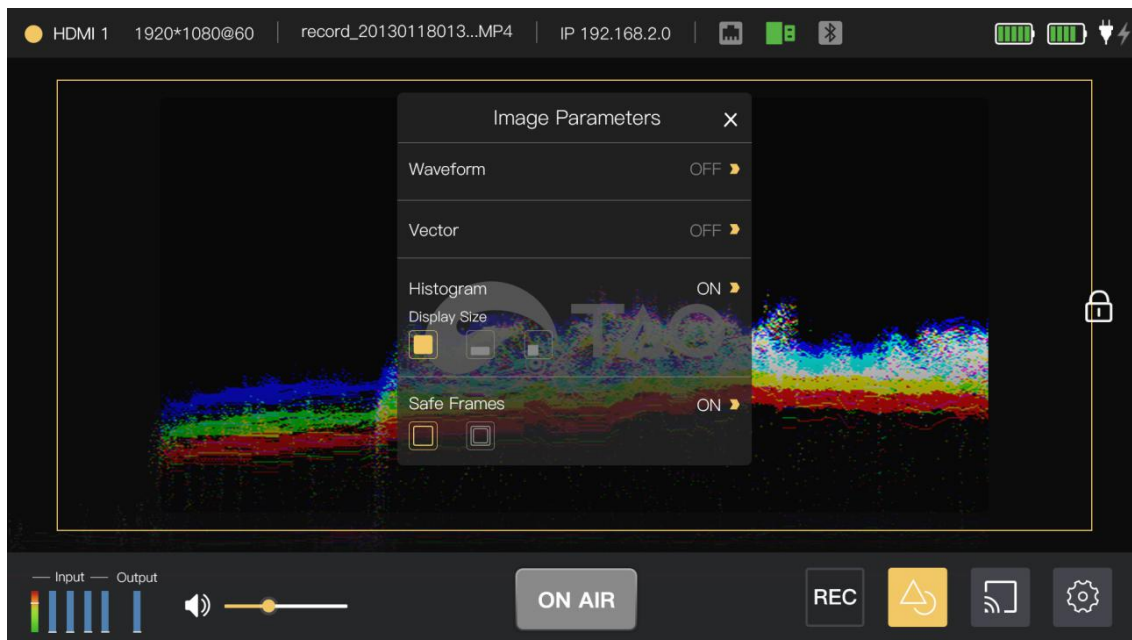 HDMI 1 1920*1080@60 record_20130118013...MP4 IP 192.168.2.0
Image Parameters
Waveform OFF
Vector OFF
Histogram ON
Display Size
TAO
Safe Frames ON
Input Output
ON AIR
REC